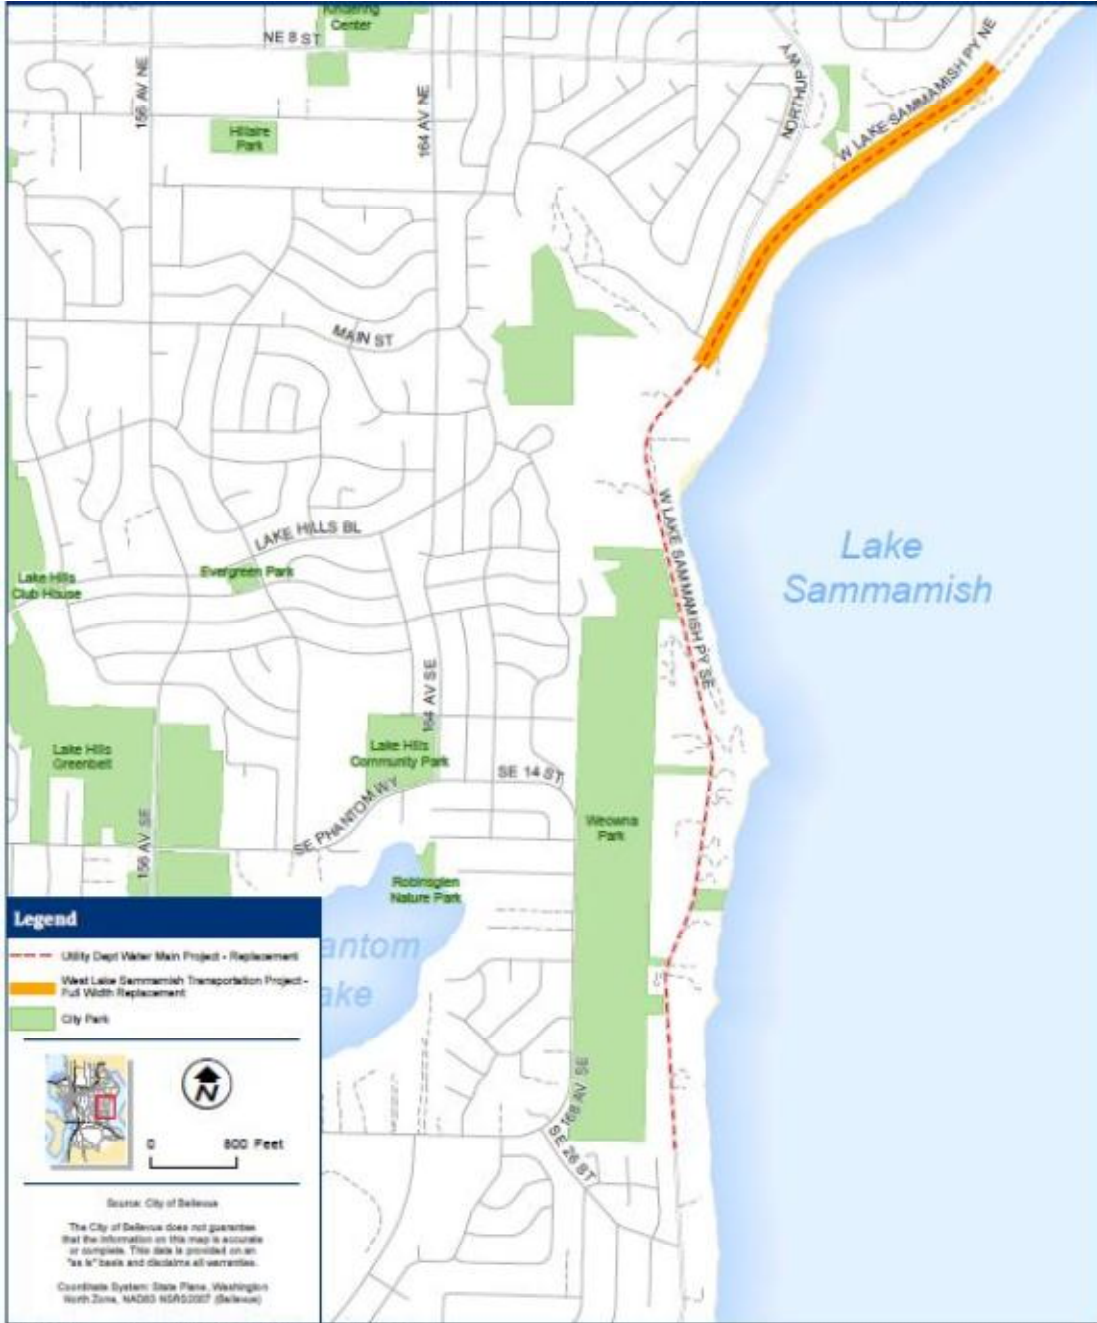 Kindering
Center
NE 8 ST
156 AV NE
164 AV NE
NORTHUP WY
W LAKE SAMMAMISH PY NE
Hillaire
Park
MAIN ST
LAKE HILLS BL
Evergreen Park
Lake Hills
Club House
W LAKE SAMMAMISH PY SE
Lake
Sammamish
164 AV SE
Lake Hills
Greenbelt
Lake Hills
Community Park
SE 14 ST
SE PHANTOM WY
156 AV SE
Weowna
Park
Robinsglen
Nature Park
antom
ake
168 AV SE
SE 26 ST
Legend
Utility Dept Water Main Project - Replacement
West Lake Sammamish Transportation Project -
Full Width Replacement
City Park
N
0 800 Feet
Source: City of Bellevue
The City of Bellevue does not guarantee
that the information on this map is accurate
or complete. This data is provided on an
"as is" basis and disclaims all warranties.
Coordinate System: State Plane, Washington
North Zone, NAD83 NSRS2007 (Bellevue)